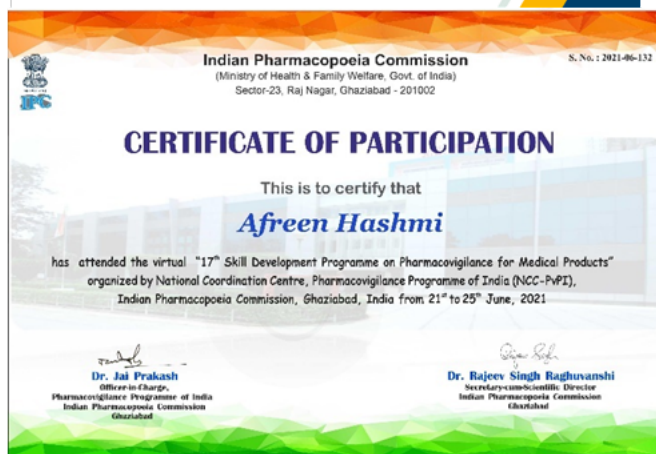 Indian Pharmacopoeia Commission
S. No. : 2021-06-132
(Ministry of Health & Family Welfare, Govt. of India)
Sector-23, Raj Nagar, Ghaziabad - 201002
IPC
CERTIFICATE OF PARTICIPATION
This is to certify that
Afreen Hashmi
has attended the virtual "17th Skill Development Programme on Pharmacovigilance for Medical Products"
organized by National Coordination Centre, Pharmacovigilance Programme of India (NCC-PvPI),
Indian Pharmacopoeia Commission, Ghaziabad, India from 21st to 25th June, 2021
Dr. Jai Prakash
Officer-in-Charge,
Pharmacovigilance Programme of India
Indian Pharmacopoeia Commission
Ghaziabad
Dr. Rajeev Singh Raghuvanshi
Secretary-cum-Scientific Director
Indian Pharmacopoeia Commission
Ghaziabad